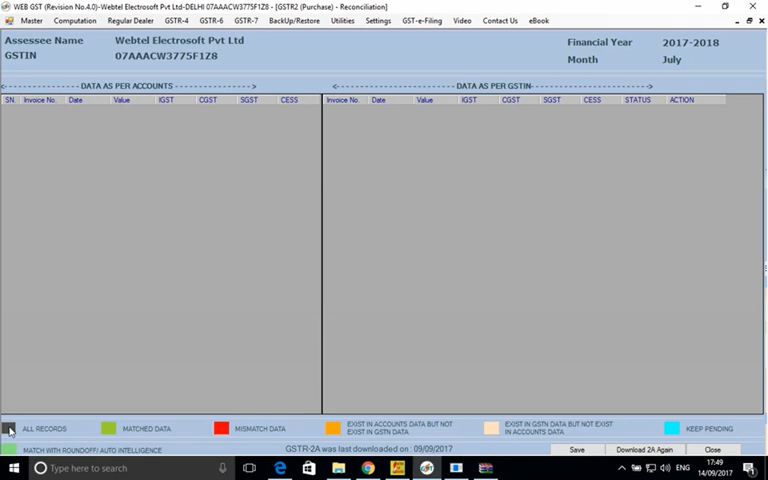 WEB GST (Revision No.4.0)-Webtel Electrosoft Pvt Ltd-DELHI 07AAACW3775F1Z8 - [GSTR2 (Purchase) - Reconciliation]
Master Computation Regular Dealer GSTR-4 GSTR-6 GSTR-7 BackUp/Restore Utilities Settings GST-e-Filing Video Contact Us eBook
Assessee Name Webtel Electrosoft Pvt Ltd Financial Year 2017-2018
GSTIN 07AAACW3775F1Z8 Month July
<----------------------- DATA AS PER ACCOUNTS ----------------------> <----------------------------------- DATA AS PER GSTIN----------------------------------->
SN. Invoice No. Date Value IGST CGST SGST CESS Invoice No. Date Value IGST CGST SGST CESS STATUS ACTION
ALL RECORDS MATCHED DATA MISMATCH DATA EXIST IN ACCOUNTS DATA BUT NOT EXIST IN GSTN DATA EXIST IN GSTN DATA BUT NOT EXIST IN ACCOUNTS DATA KEEP PENDING
MATCH WITH ROUNDOFF/ AUTO INTELLIGENCE GSTR-2A was last downloaded on : 09/09/2017 Save Download 2A Again Close
Type here to search GST ENG 17:49
14/09/2017